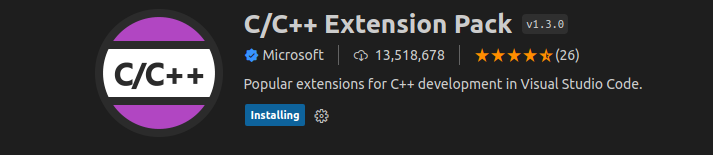 C/C++
C/C++ Extension Pack v1.3.0
Microsoft 13,518,678 (26)
Popular extensions for C++ development in Visual Studio Code.
Installing